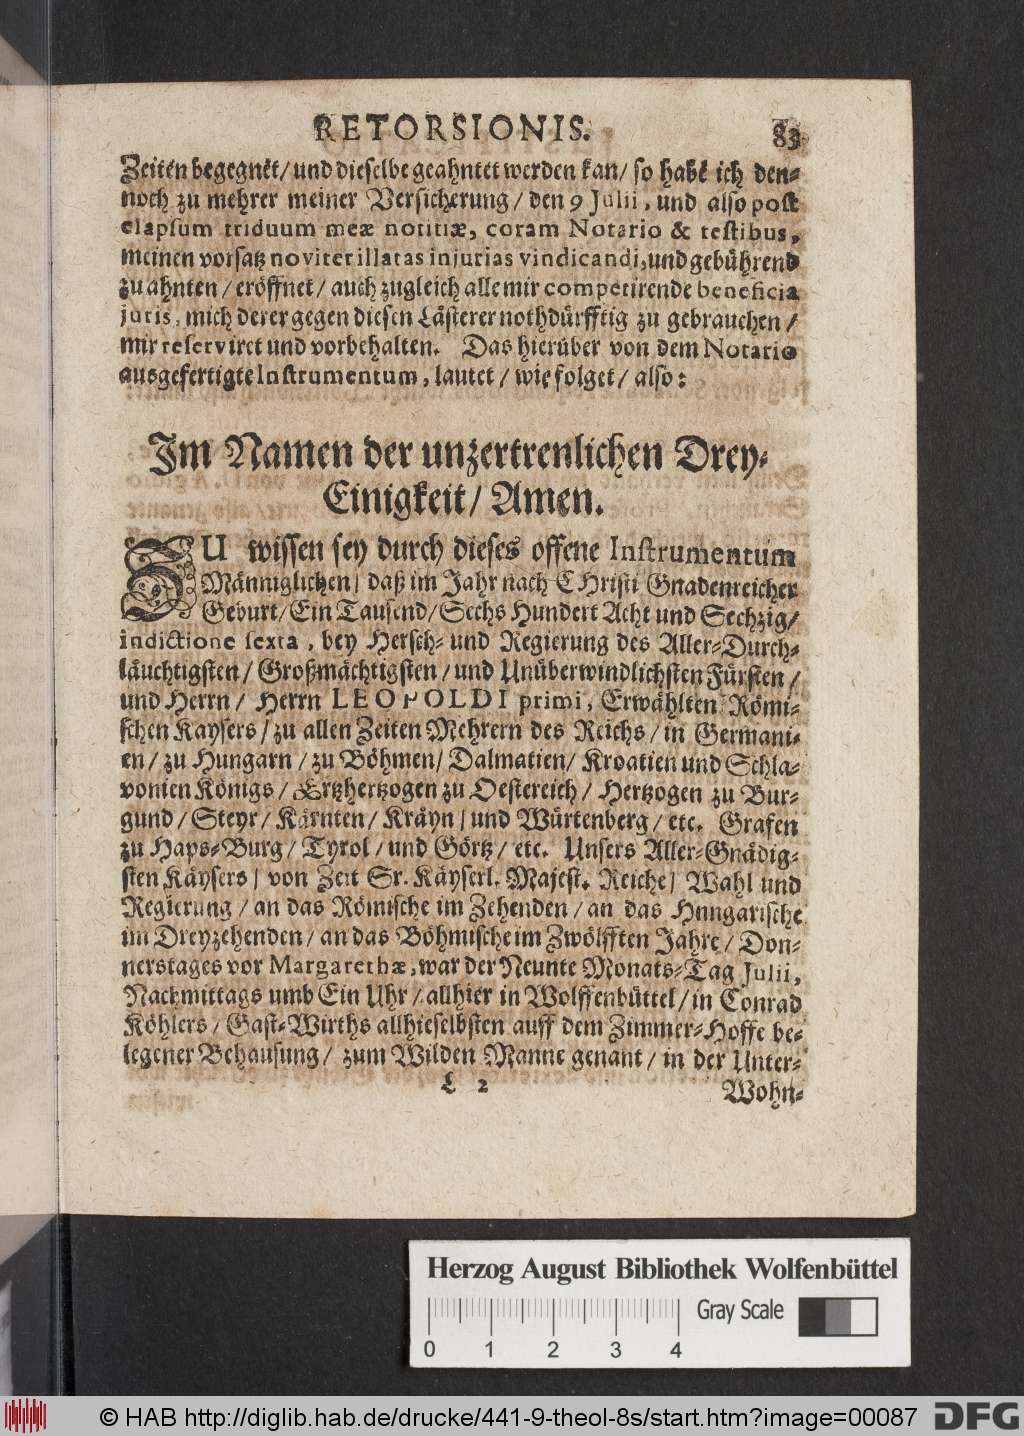 RETORSIONIS. 83
Zeiten begegnet/ und dieselbe geahntet werden kan/ so habe ich den-
noch zu mehrer meiner Versicherung/ den 9 Julii, und also post
elapsum triduum meæ notitiæ, coram Notario & testibus,
meinen vorsatz noviter illatas injurias vindicandi, und gebührend
zu ahnten/ eröffnet/ auch zugleich alle mir competirende beneficia
juris, mich derer gegen diesen Lästerer nothdürfftig zu gebrauchen/
mir reserviret und vorbehalten. Das hierüber von dem Notario
ausgefertigte Instrumentum, lautet/ wie folget/ also:
Im Namen der unzertrenlichen Drey-
Einigkeit/ Amen.
ZU wissen sey durch dieses offene Instrumentum
Männiglichen/ daß im Jahr nach CHristi Gnadenreicher
Geburt/ Ein Tausend/ Sechs Hundert Acht und Sechzig/
indictione sexta, bey Hersch- und Regierung des Aller-Durch-
läuchtigsten/ Großmächtigsten/ und Unüberwindlichsten Fürsten/
und Herrn/ Herrn LEOPOLDI primi, Erwählten Römi-
schen Kaysers/ zu allen Zeiten Mehrern des Reichs/ in Germani-
en/ zu Hungarn/ zu Böhmen/ Dalmatien/ Kroatien und Schla-
vonien Königs/ Ertzhertzogen zu Oestereich/ Hertzogen zu Bur-
gund/ Steyr/ Kärnten/ Kräyn/ und Würtenberg/ etc. Grafen
zu Haps-Burg/ Tyrol/ und Görtz/ etc. Unsers Aller-Gnädig-
sten Käysers/ von Zeit Sr. Käyserl. Majest. Reiche/ Wahl und
Regierung/ an das Römische im Zehenden/ an das Hungarische
im Dreyzehenden/ an das Böhmische im Zwölfften Jahre/ Don-
nerstages vor Margarethæ, war der Neunte Monats-Tag Julii,
Nachmittags umb Ein Uhr/ allhier in Wolffenbüttel/ in Conrad
Köhlers/ Gast-Wirths allhieselbsten auff dem Zimmer-Hoffe be-
legener Behausung/ zum Wilden Manne genant/ in der Unter-
L 2 Wohn-
Herzog August Bibliothek Wolfenbüttel
Gray Scale
0 1 2 3 4
© HAB http://diglib.hab.de/drucke/441-9-theol-8s/start.htm?image=00087 DFG